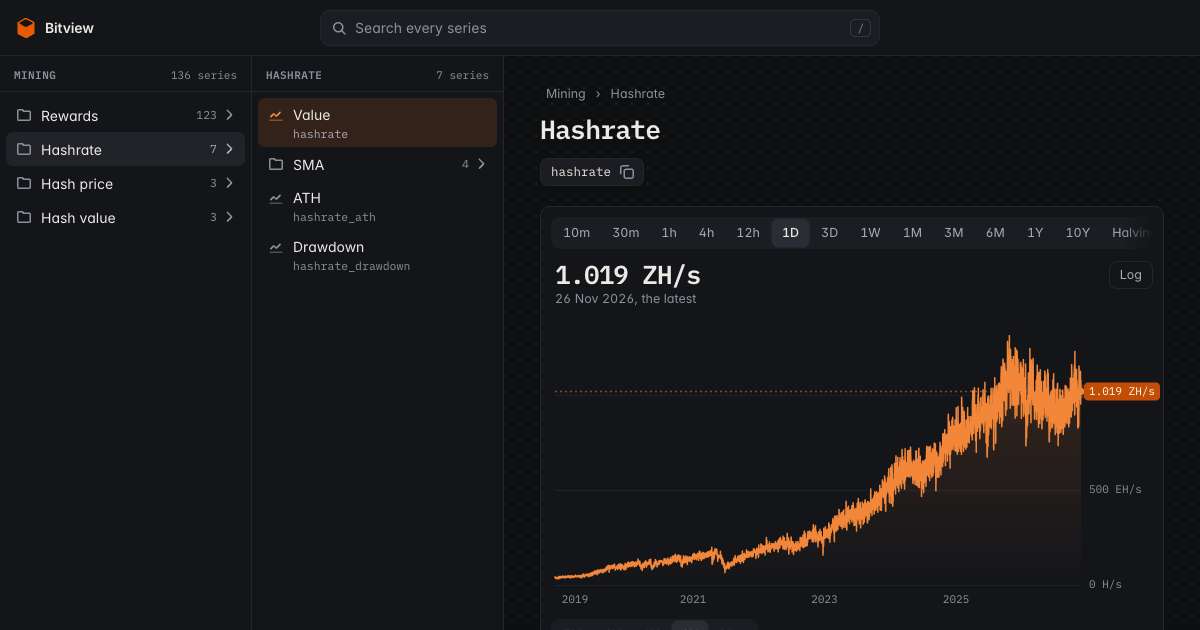 Bitview
Search every series /
MINING 136 series
Rewards 123
Hashrate 7
Hash price 3
Hash value 3
HASHRATE 7 series
Value
hashrate
SMA 4
ATH
hashrate_ath
Drawdown
hashrate_drawdown
Mining › Hashrate
Hashrate
hashrate
10m 30m 1h 4h 12h 1D 3D 1W 1M 3M 6M 1Y 10Y Halvin
1.019 ZH/s
Log
26 Nov 2026, the latest
1.019 ZH/s
500 EH/s
0 H/s
2019 2021 2023 2025